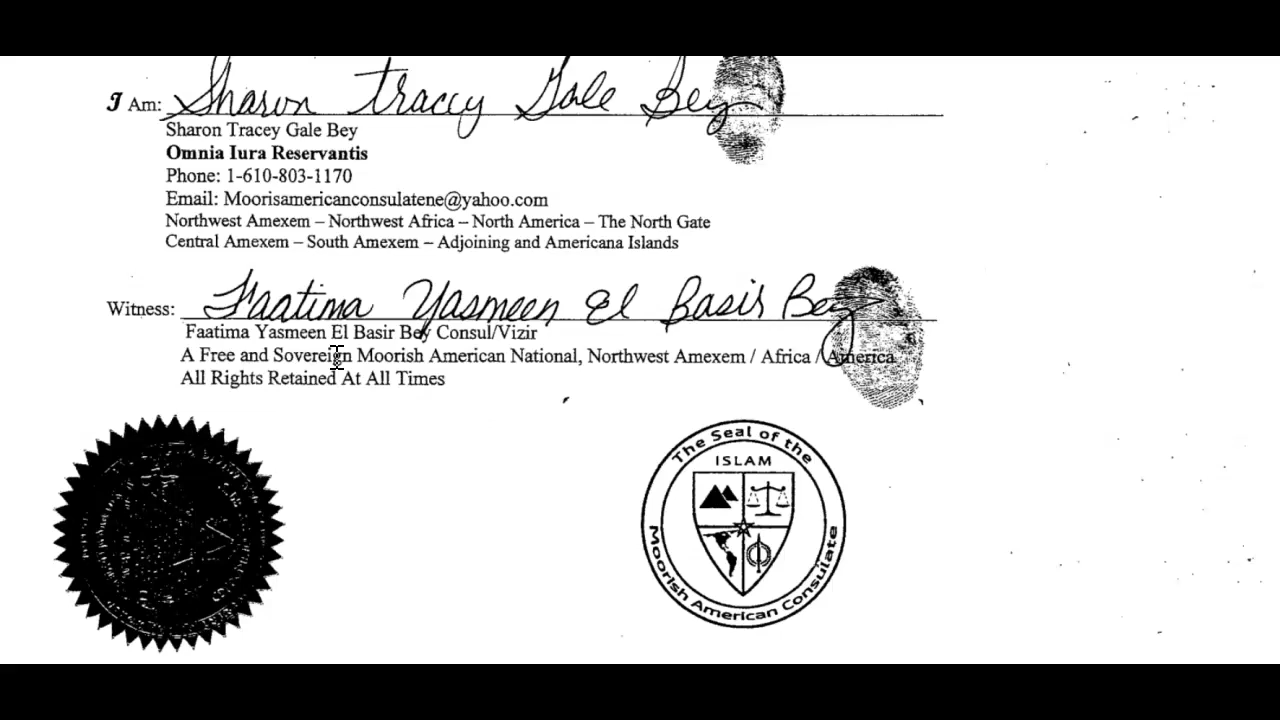 I Am: Sharon Tracey Gale Bey
Sharon Tracey Gale Bey
Omnia Iura Reservantis
Phone: 1-610-803-1170
Email: Moorisamericanconsulatene@yahoo.com
Northwest Amexem – Northwest Africa – North America – The North Gate
Central Amexem – South Amexem – Adjoining and Americana Islands
Witness: Faatima Yasmeen El Basir Bey
Faatima Yasmeen El Basir Bey Consul/Vizir
A Free and Sovereign Moorish American National, Northwest Amexem / Africa / America
All Rights Retained At All Times
The Seal of the
ISLAM
Moorish American Consulate